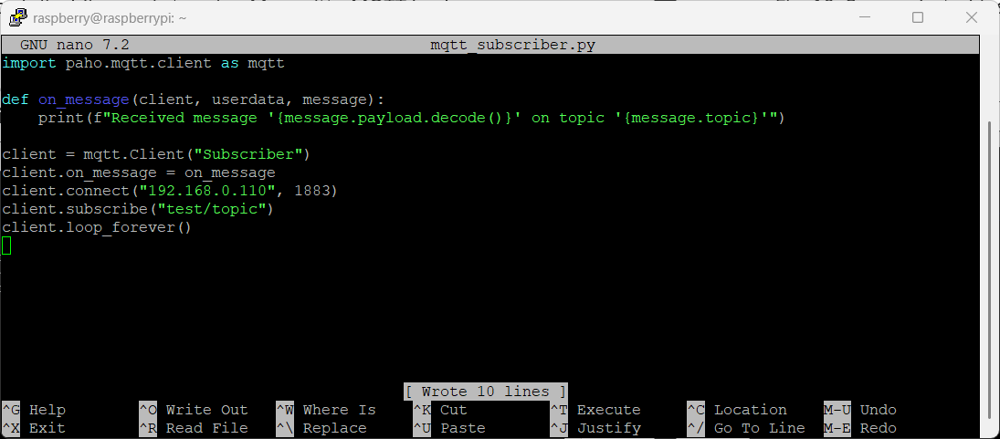 raspberry@raspberrypi: ~
GNU nano 7.2 mqtt_subscriber.py
import paho.mqtt.client as mqtt
def on_message(client, userdata, message):
    print(f"Received message '{message.payload.decode()}' on topic '{message.topic}'")
client = mqtt.Client("Subscriber")
client.on_message = on_message
client.connect("192.168.0.110", 1883)
client.subscribe("test/topic")
client.loop_forever()
[ Wrote 10 lines ]
^G Help ^O Write Out ^W Where Is ^K Cut ^T Execute ^C Location M-U Undo
^X Exit ^R Read File ^\ Replace ^U Paste ^J Justify ^/ Go To Line M-E Redo